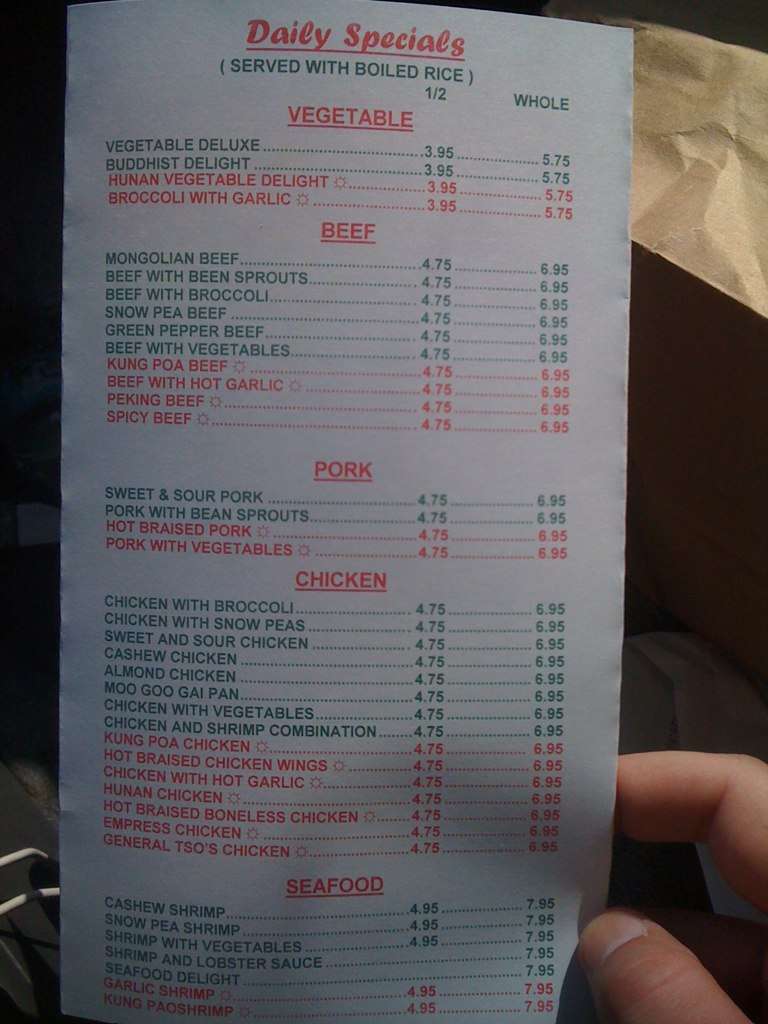 Daily Specials
( SERVED WITH BOILED RICE )
1/2 WHOLE
VEGETABLE
VEGETABLE DELUXE 3.95 5.75
BUDDHIST DELIGHT 3.95 5.75
HUNAN VEGETABLE DELIGHT ☼ 3.95 5.75
BROCCOLI WITH GARLIC ☼ 3.95 5.75
BEEF
MONGOLIAN BEEF 4.75 6.95
BEEF WITH BEEN SPROUTS 4.75 6.95
BEEF WITH BROCCOLI 4.75 6.95
SNOW PEA BEEF 4.75 6.95
GREEN PEPPER BEEF 4.75 6.95
BEEF WITH VEGETABLES 4.75 6.95
KUNG POA BEEF ☼ 4.75 6.95
BEEF WITH HOT GARLIC ☼ 4.75 6.95
PEKING BEEF ☼ 4.75 6.95
SPICY BEEF ☼ 4.75 6.95
PORK
SWEET & SOUR PORK 4.75 6.95
PORK WITH BEAN SPROUTS 4.75 6.95
HOT BRAISED PORK ☼ 4.75 6.95
PORK WITH VEGETABLES ☼ 4.75 6.95
CHICKEN
CHICKEN WITH BROCCOLI 4.75 6.95
CHICKEN WITH SNOW PEAS 4.75 6.95
SWEET AND SOUR CHICKEN 4.75 6.95
CASHEW CHICKEN 4.75 6.95
ALMOND CHICKEN 4.75 6.95
MOO GOO GAI PAN 4.75 6.95
CHICKEN WITH VEGETABLES 4.75 6.95
CHICKEN AND SHRIMP COMBINATION 4.75 6.95
KUNG POA CHICKEN ☼ 4.75 6.95
HOT BRAISED CHICKEN WINGS ☼ 4.75 6.95
CHICKEN WITH HOT GARLIC ☼ 4.75 6.95
HUNAN CHICKEN ☼ 4.75 6.95
HOT BRAISED BONELESS CHICKEN ☼ 4.75 6.95
EMPRESS CHICKEN ☼ 4.75 6.95
GENERAL TSO'S CHICKEN ☼ 4.75 6.95
SEAFOOD
CASHEW SHRIMP 4.95 7.95
SNOW PEA SHRIMP 4.95 7.95
SHRIMP WITH VEGETABLES 4.95 7.95
SHRIMP AND LOBSTER SAUCE 7.95
SEAFOOD DELIGHT 7.95
GARLIC SHRIMP ☼ 4.95 7.95
KUNG PAOSHRIMP ☼ 4.95 7.95